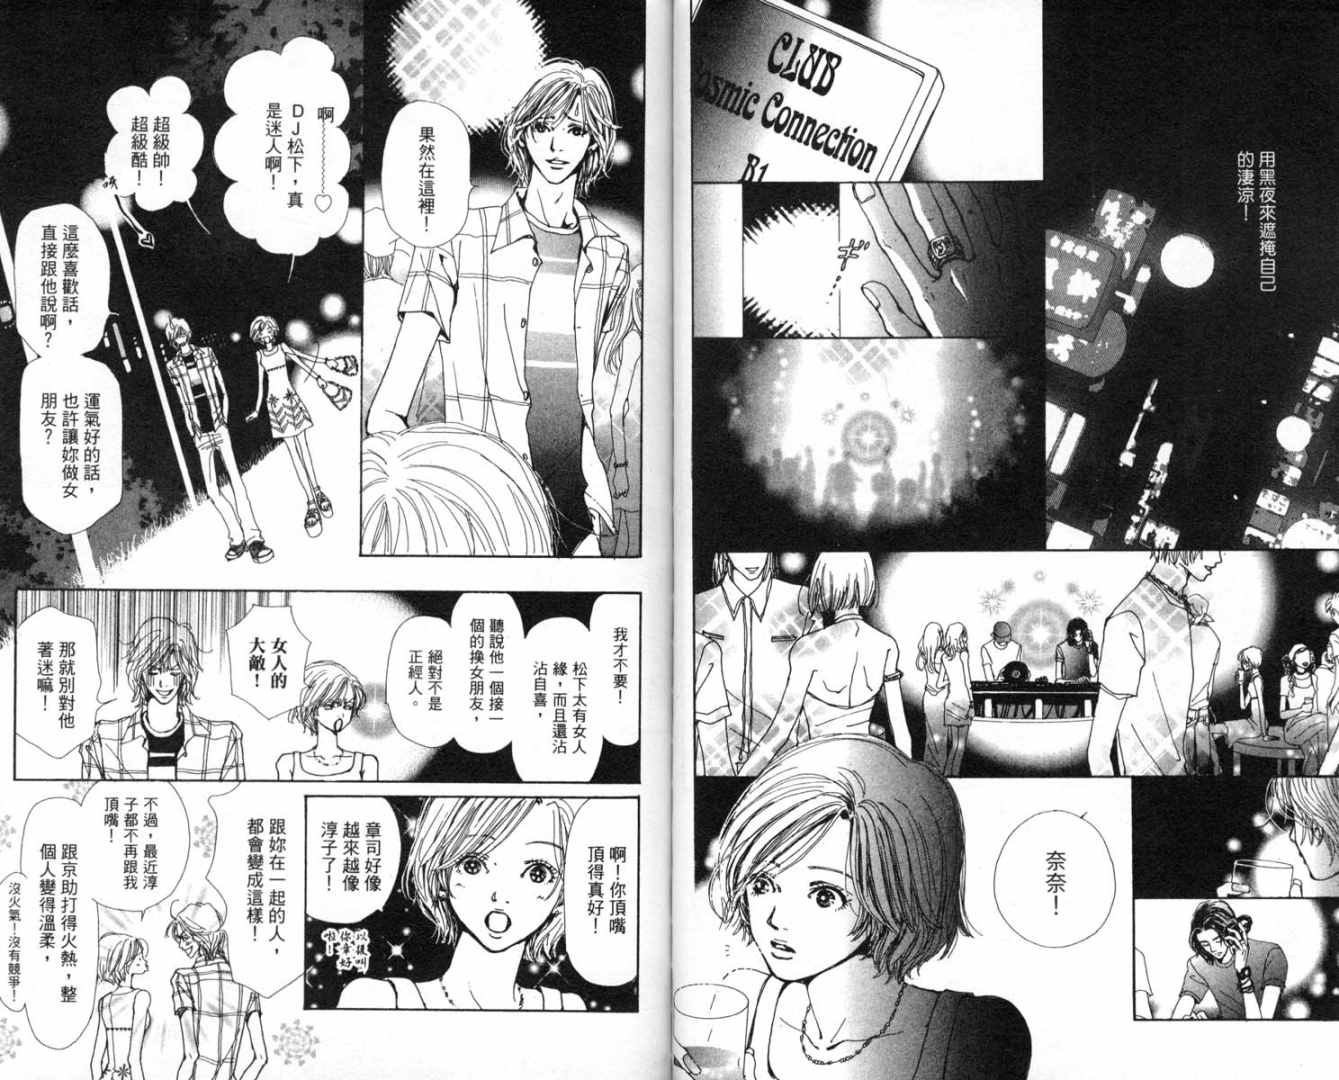 用黑夜來遮掩自己
的淒涼！
CLUB
Cosmic Connection
B1
ギ
奈奈！
果然在這裡！
啊
DJ松下，真
是迷人啊！
超級帥！
超級酷！
唉
這麼喜歡話，
直接跟他說啊？
運氣好的話，
也許讓妳做女
朋友？
我才不要！
松下太有女人
緣，而且還沾
沾自喜，
聽說他一個接一
個的換女朋友，
絕對不是
正經人。
女人的
大敵！
那就別對他
著迷嘛！
啊！你頂嘴
頂得真好！
章司好像
越來越像
淳子了！
以後叫
你章好
啦！
跟妳在一起的人，
都會變成這樣！
不過，最近淳
子都不再跟我
頂嘴！
跟京助打得火熱，整
個人變得溫柔，
沒火氣！沒有競爭！